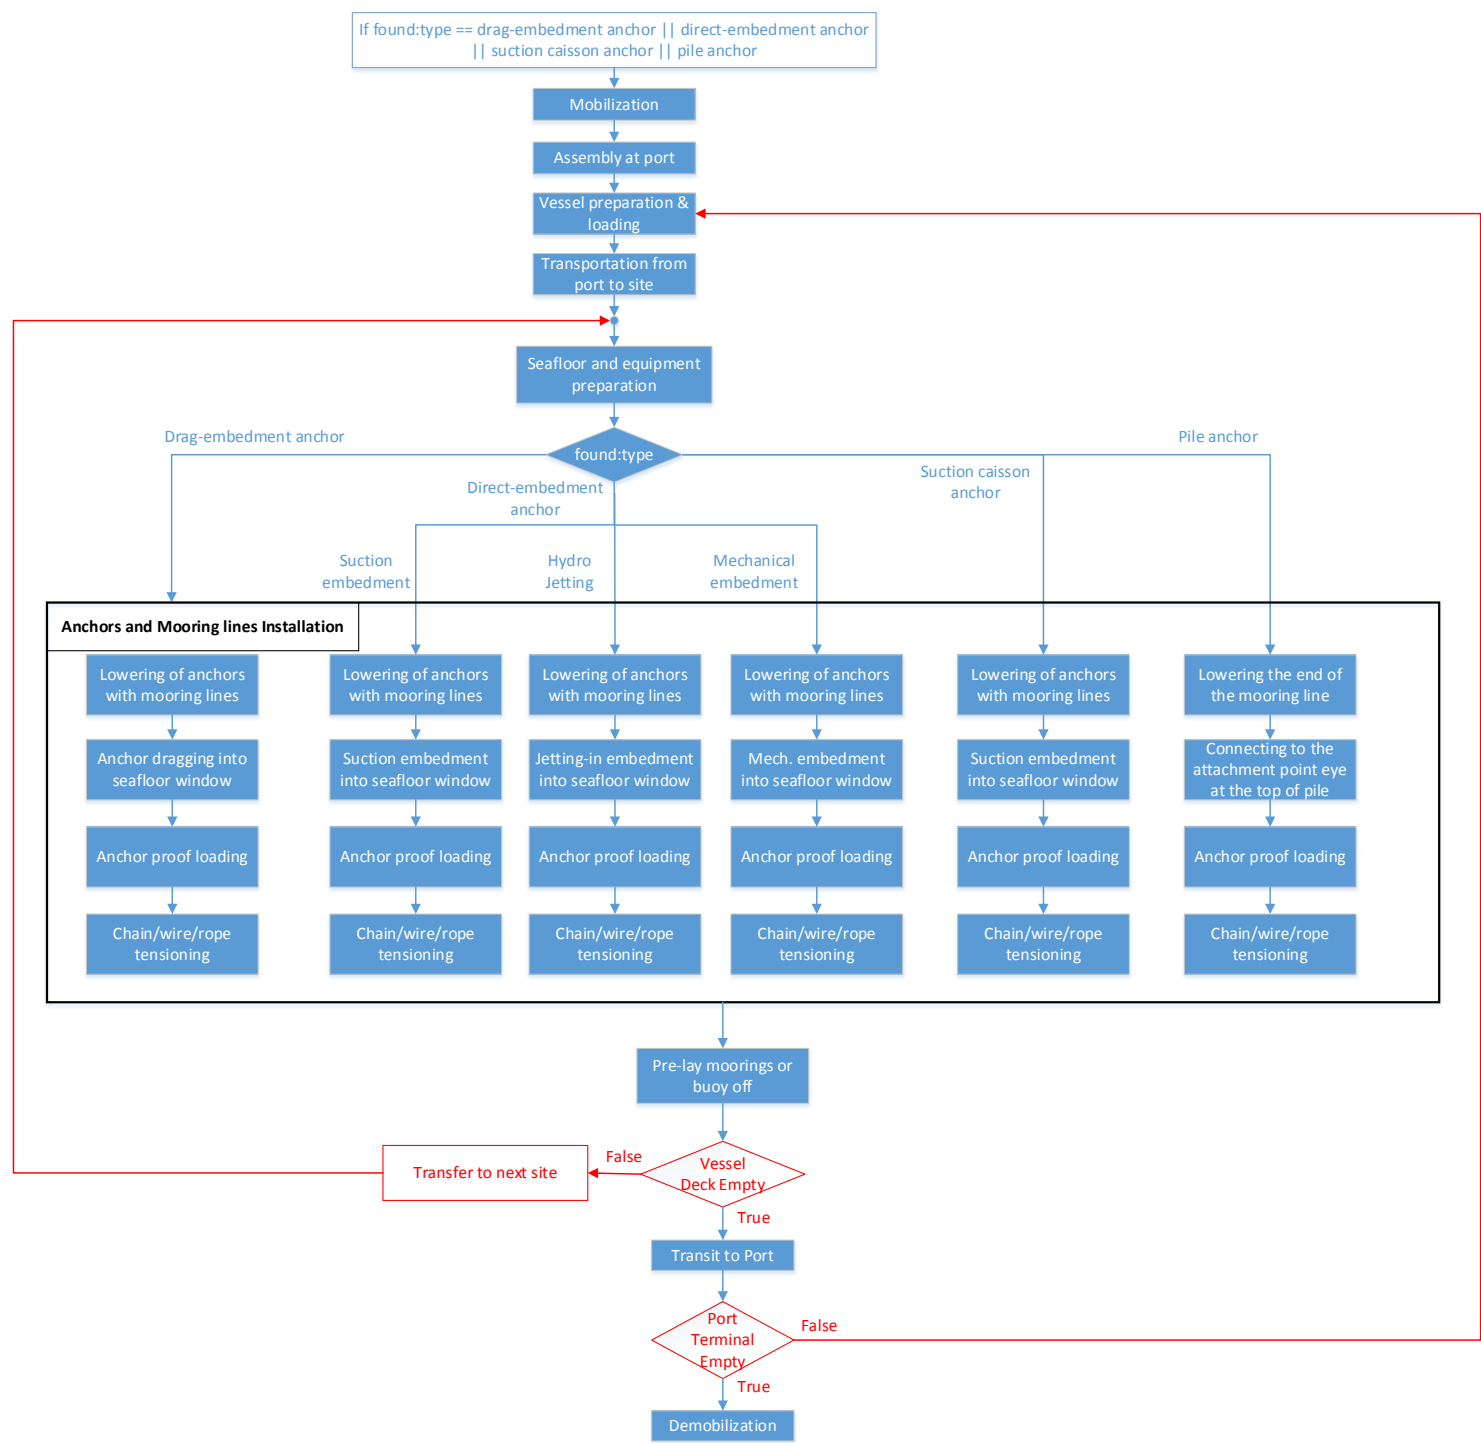 If found:type == drag-embedment anchor || direct-embedment anchor
|| suction caisson anchor || pile anchor
Mobilization
Assembly at port
Vessel preparation &
loading
Transportation from
port to site
Seafloor and equipment
preparation
found:type
Drag-embedment anchor
Direct-embedment
anchor
Suction caisson
anchor
Pile anchor
Suction
embedment
Hydro
Jetting
Mechanical
embedment
Anchors and Mooring lines Installation
Lowering of anchors
with mooring lines
Anchor dragging into
seafloor window
Anchor proof loading
Chain/wire/rope
tensioning
Lowering of anchors
with mooring lines
Suction embedment
into seafloor window
Anchor proof loading
Chain/wire/rope
tensioning
Lowering of anchors
with mooring lines
Jetting-in embedment
into seafloor window
Anchor proof loading
Chain/wire/rope
tensioning
Lowering of anchors
with mooring lines
Mech. embedment
into seafloor window
Anchor proof loading
Chain/wire/rope
tensioning
Lowering of anchors
with mooring lines
Suction embedment
into seafloor window
Anchor proof loading
Chain/wire/rope
tensioning
Lowering the end of
the mooring line
Connecting to the
attachment point eye
at the top of pile
Anchor proof loading
Chain/wire/rope
tensioning
Pre-lay moorings or
buoy off
Vessel
Deck Empty
False
Transfer to next site
True
Transit to Port
Port
Terminal
Empty
False
True
Demobilization